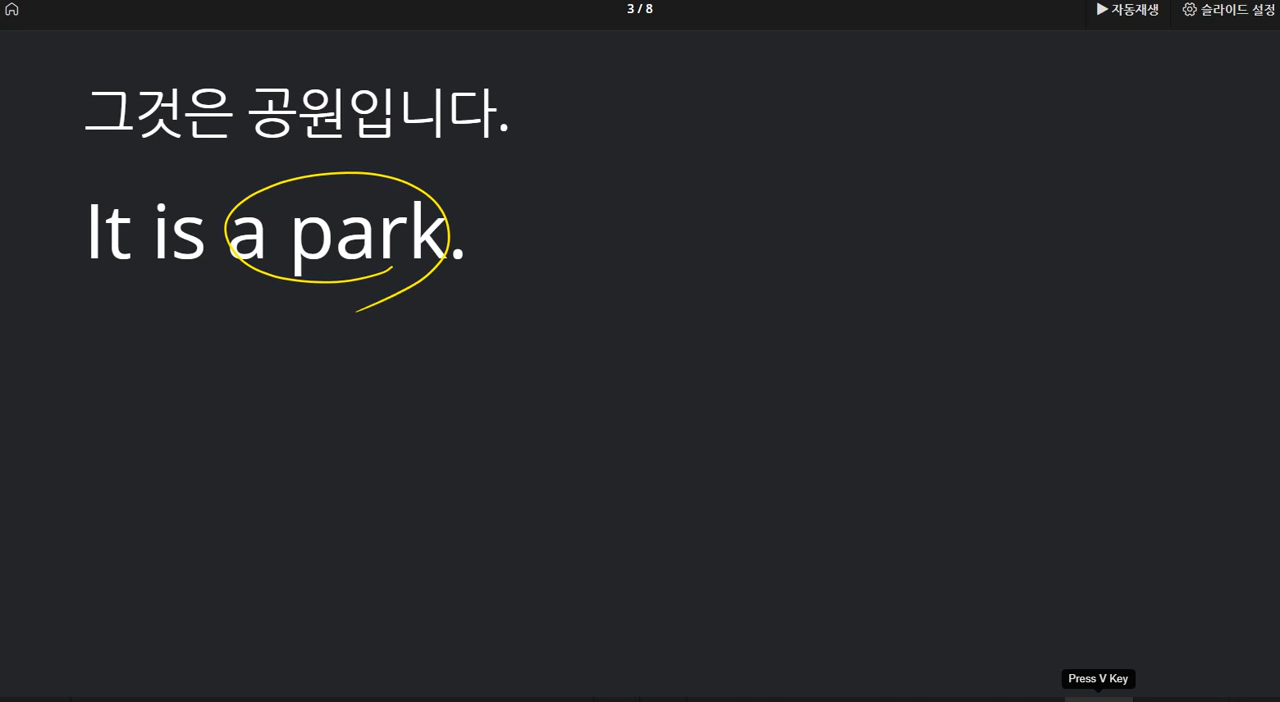 3 / 8
자동재생
슬라이드 설정
그것은 공원입니다.
It is a park.
Press V Key